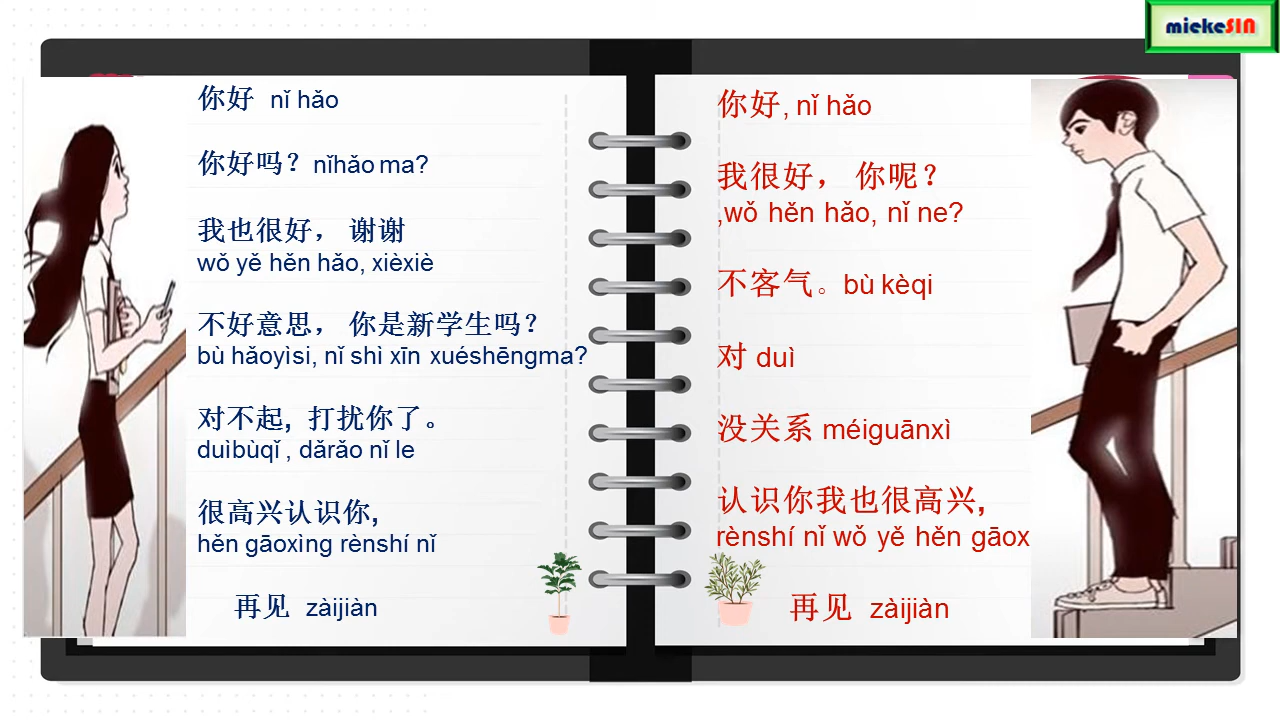 miekeSIN
你好 nǐ hǎo
你好吗？nǐhǎo ma?
我也很好， 谢谢
wǒ yě hěn hǎo, xièxiè
不好意思， 你是新学生吗？
bù hǎoyìsi, nǐ shì xīn xuéshēngma?
对不起, 打扰你了。
duìbùqǐ , dǎrǎo nǐ le
很高兴认识你,
hěn gāoxìng rènshí nǐ
再见 zàijiàn
你好, nǐ hǎo
我很好， 你呢？
,wǒ hěn hǎo, nǐ ne?
不客气。bù kèqi
对 duì
没关系 méiguānxì
认识你我也很高兴,
rènshí nǐ wǒ yě hěn gāox
再见 zàijiàn